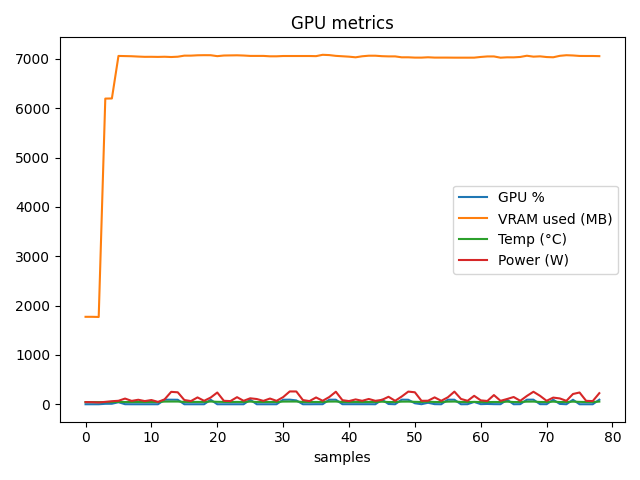 GPU metrics
7000
6000
5000
4000
3000
2000
1000
0
GPU %
VRAM used (MB)
Temp (°C)
Power (W)
0 10 20 30 40 50 60 70 80
samples